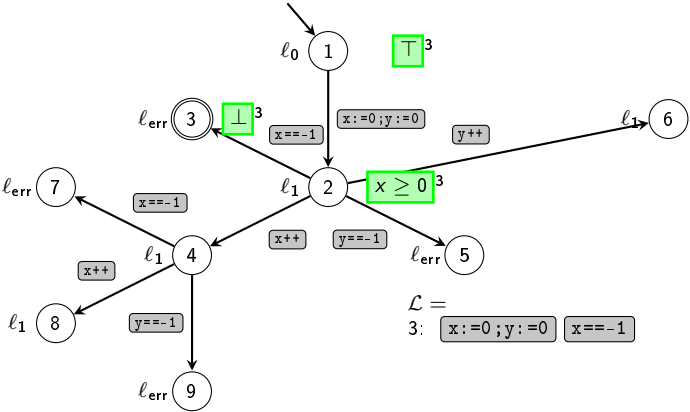 ℓ0 1 ⊤ 3
x:=0;y:=0
ℓerr 3 ⊥ 3 x==-1 y++ ℓ1 6
ℓerr 7 ℓ1 2 x ≥ 0 3
x==-1
x++ y==-1
ℓ1 4 ℓerr 5
x++
ℓ1 8 y==-1 ℒ =
3: x:=0;y:=0 x==-1
ℓerr 9